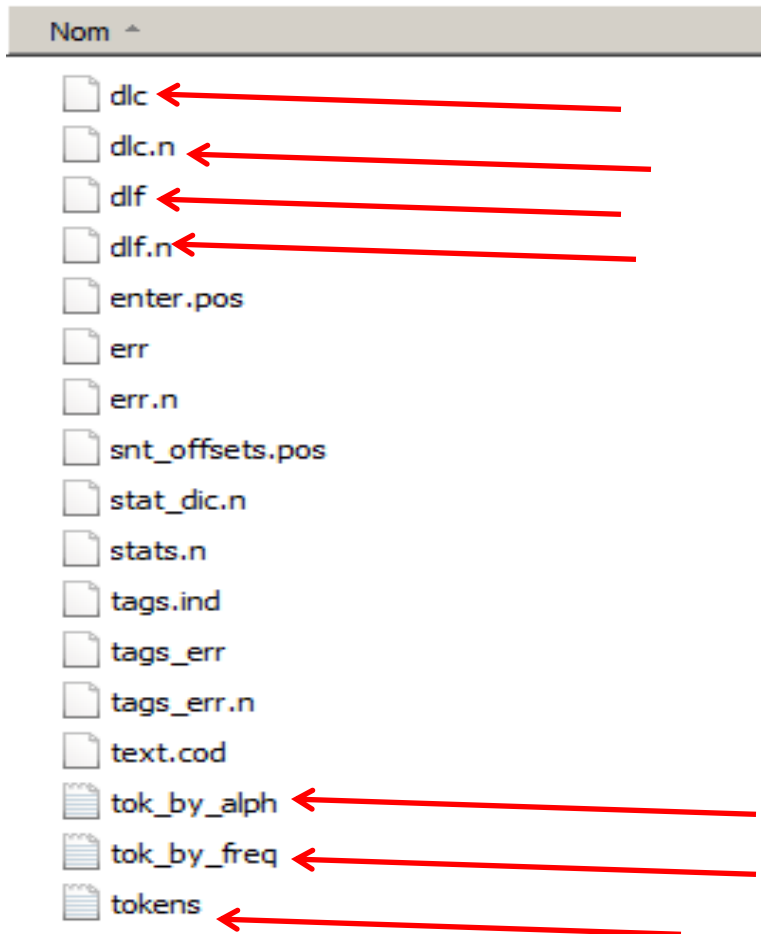 Nom
dlc
dlc.n
dlf
dlf.n
enter.pos
err
err.n
snt_offsets.pos
stat_dic.n
stats.n
tags.ind
tags_err
tags_err.n
text.cod
tok_by_alph
tok_by_freq
tokens